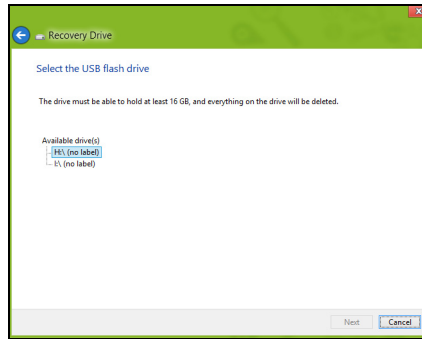 Recovery Drive
Select the USB flash drive
The drive must be able to hold at least 16 GB, and everything on the drive will be deleted.
Available drive(s)
H:\ (no label)
I:\ (no label)
Next Cancel